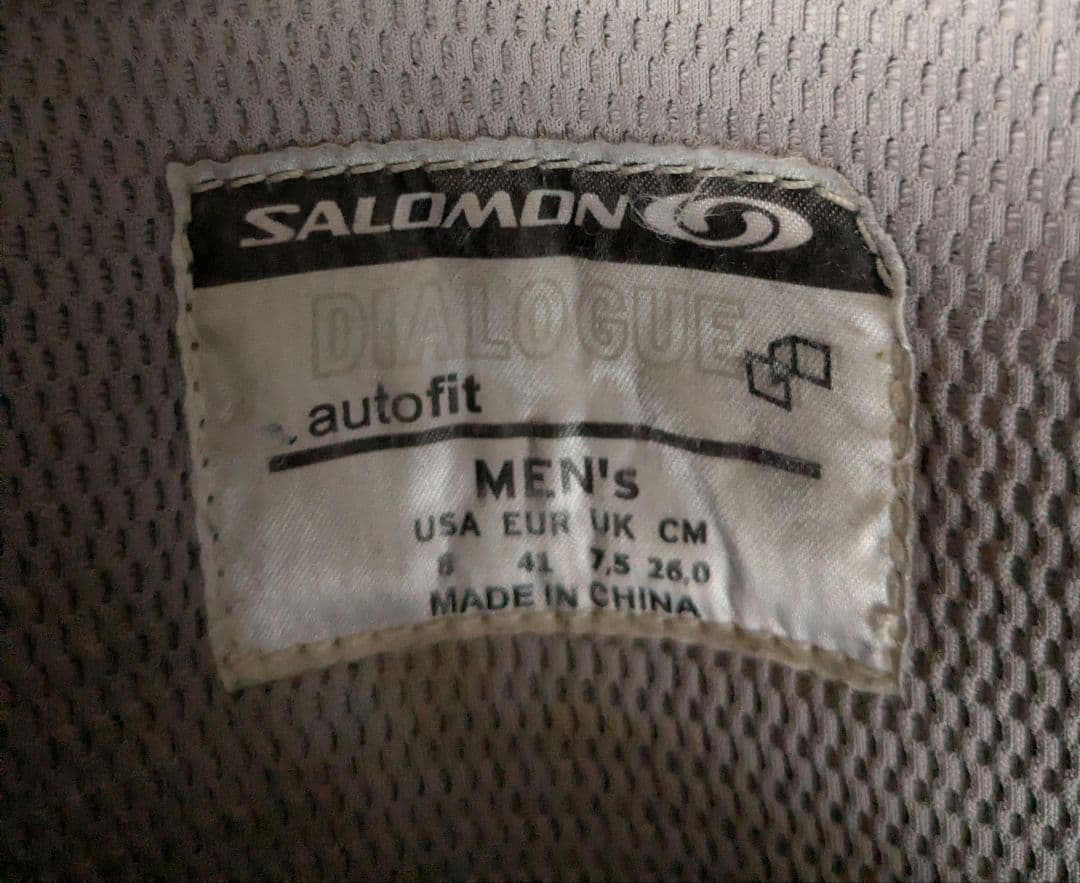 SALOMON
DIALOGUE
autofit
MEN's
USA EUR UK CM
8 41 7,5 26,0
MADE IN CHINA